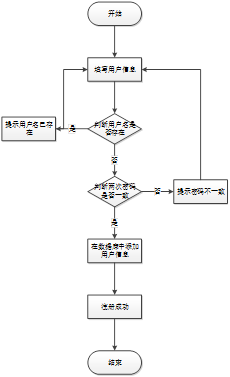 开始
填写用户信息
判断用户名是
否存在
提示用户名已存
在
是
否
判断两次密码
是否一致
否
提示密码不一致
是
在数据库中添加
用户信息
注册成功
结束